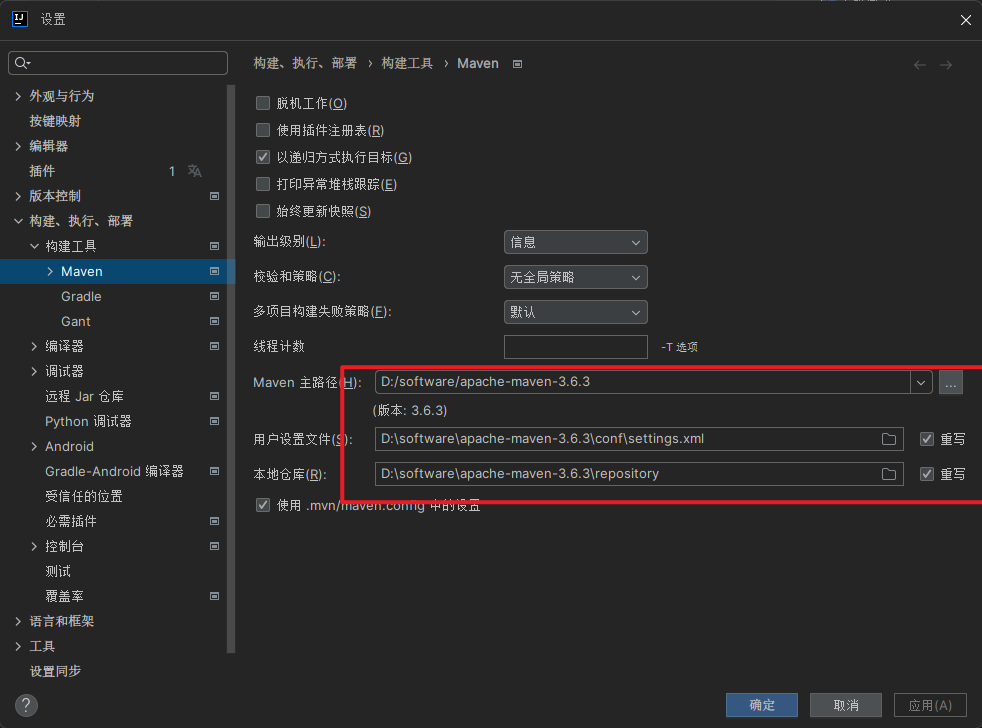 设置
构建、执行、部署 › 构建工具 › Maven
外观与行为
按键映射
编辑器
插件 1
版本控制
构建、执行、部署
构建工具
Maven
Gradle
Gant
编译器
调试器
远程 Jar 仓库
Python 调试器
Android
Gradle-Android 编译器
受信任的位置
必需插件
控制台
测试
覆盖率
语言和框架
工具
设置同步
脱机工作(O)
使用插件注册表(R)
以递归方式执行目标(G)
打印异常堆栈跟踪(E)
始终更新快照(S)
输出级别(L): 信息
校验和策略(C): 无全局策略
多项目构建失败策略(F): 默认
线程计数 -T 选项
Maven 主路径(H): D:/software/apache-maven-3.6.3 ...
(版本: 3.6.3)
用户设置文件(S): D:\software\apache-maven-3.6.3\conf\settings.xml 重写
本地仓库(R): D:\software\apache-maven-3.6.3\repository 重写
使用 .mvn/maven.config 中的设置
? 确定 取消 应用(A)